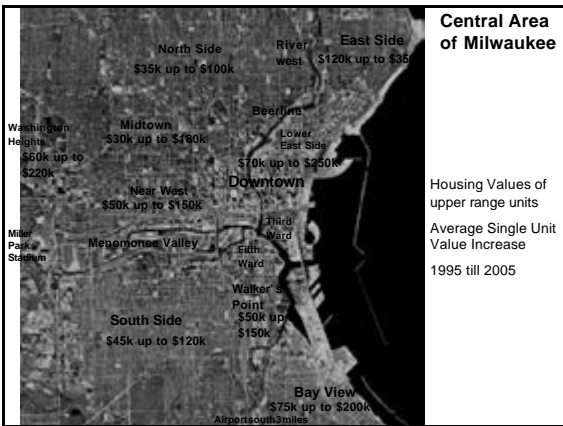 Central Area
of Milwaukee
North Side
$35k up to $100k
River
west
East Side
$120k up to $35
Beerline
Washington
Heights
$60k up to
$220k
Midtown
$30k up to $180k
Lower
East Side
$70k up to $250k
Downtown
Near West
$50k up to $150k
Housing Values of
upper range units
Average Single Unit
Value Increase
1995 till 2005
Miller
Park
Stadium
Menomonee Valley
Third
Ward
Fifth
Ward
Walker's
Point
$50k up
$150k
South Side
$45k up to $120k
Bay View
$75k up to $200k
Airportsouth3miles